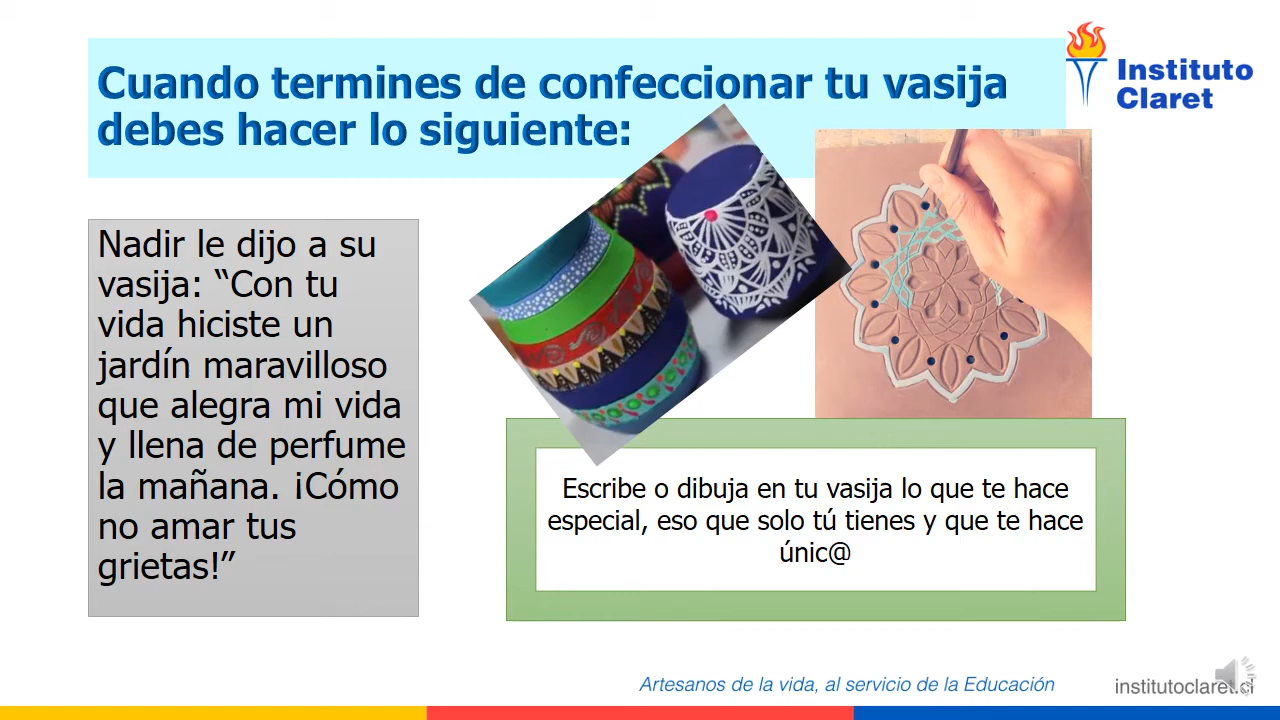 Cuando termines de confeccionar tu vasija
debes hacer lo siguiente:
Instituto
Claret
Nadir le dijo a su
vasija: “Con tu
vida hiciste un
jardín maravilloso
que alegra mi vida
y llena de perfume
la mañana. ¡Cómo
no amar tus
grietas!”
Escribe o dibuja en tu vasija lo que te hace
especial, eso que solo tú tienes y que te hace
únic@
Artesanos de la vida, al servicio de la Educación
institutoclaret.cl